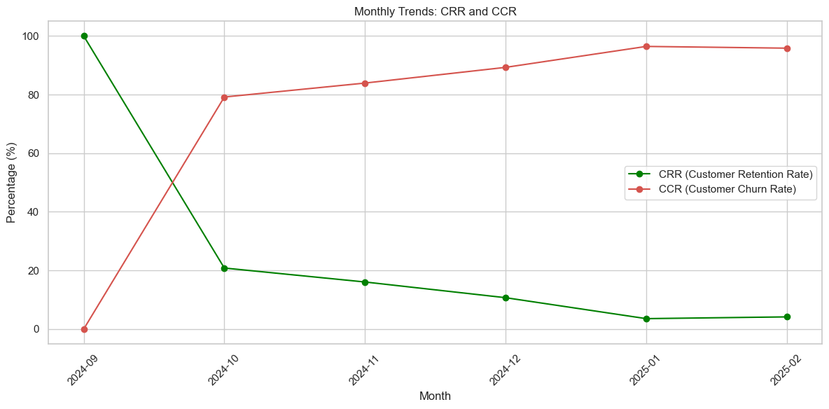 Monthly Trends: CRR and CCR
100
80
60
40
20
0
Percentage (%)
CRR (Customer Retention Rate)
CCR (Customer Churn Rate)
2024-09
2024-10
2024-11
2024-12
2025-01
2025-02
Month